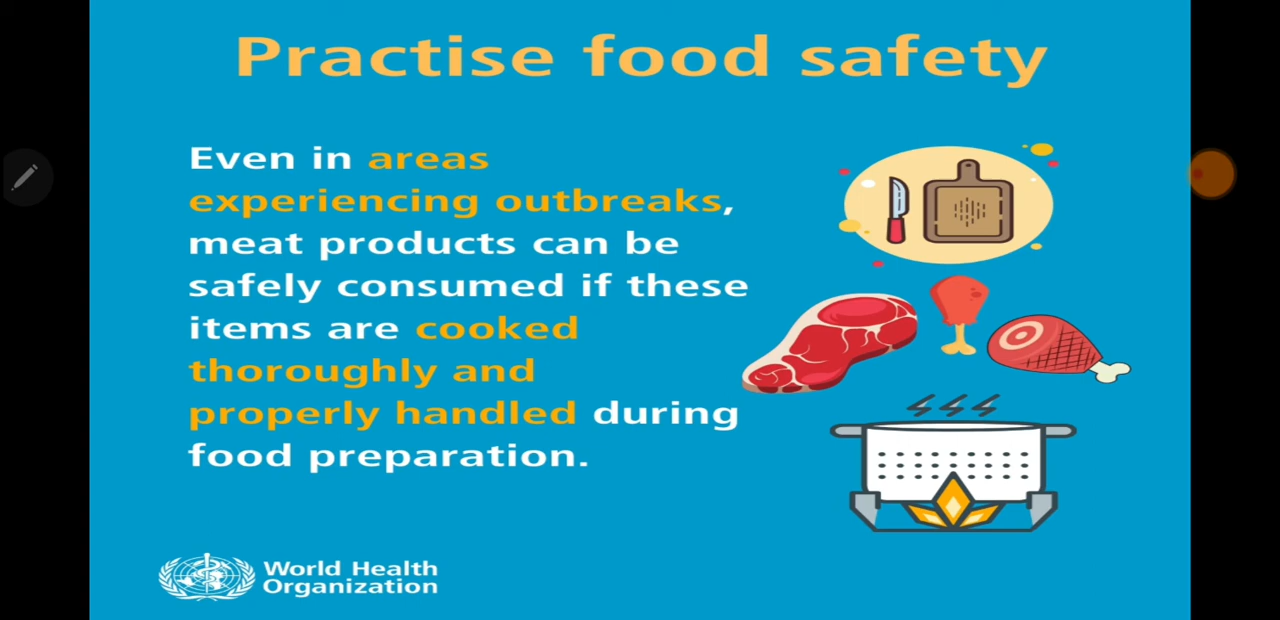 Practise food safety
Even in areas
experiencing outbreaks,
meat products can be
safely consumed if these
items are cooked
thoroughly and
properly handled during
food preparation.
World Health
Organization